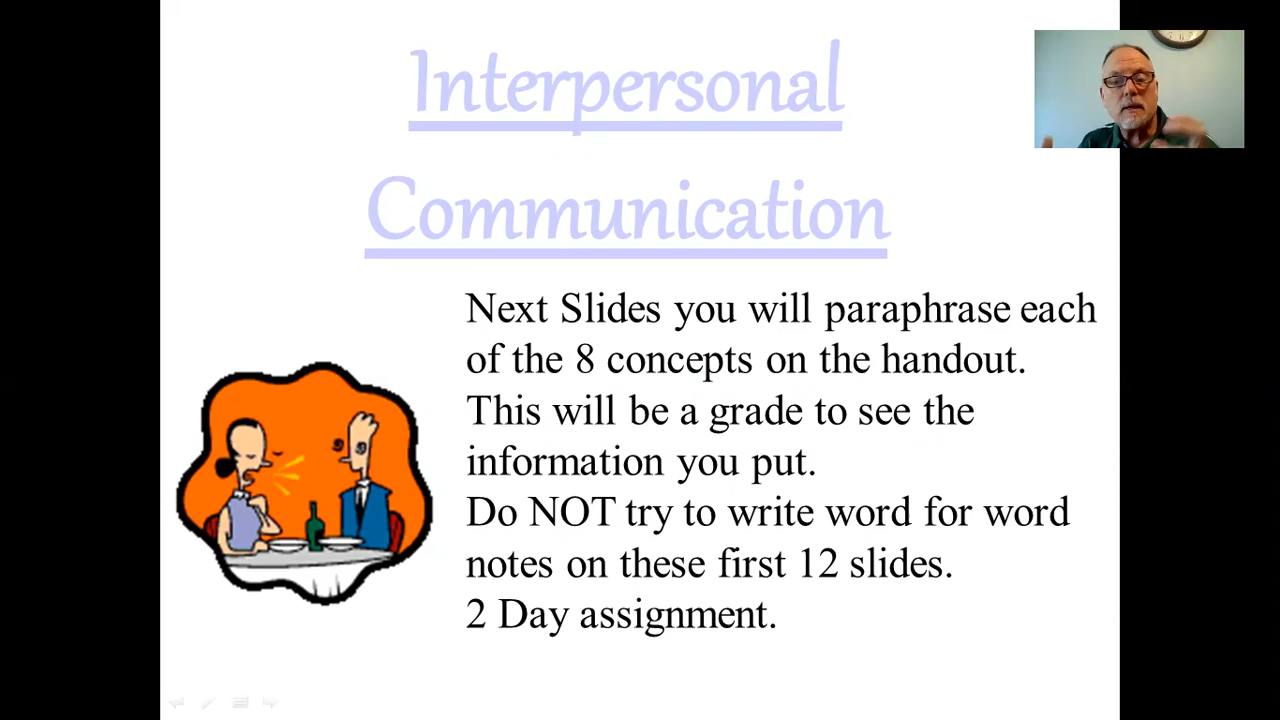 Interpersonal
Communication
Next Slides you will paraphrase each
of the 8 concepts on the handout.
This will be a grade to see the
information you put.
Do NOT try to write word for word
notes on these first 12 slides.
2 Day assignment.